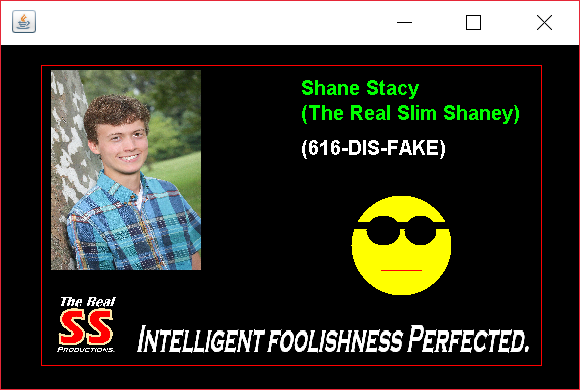 Shane Stacy
(The Real Slim Shaney)
(616-DIS-FAKE)
The Real
SS
PRODUCTIONS.
INTELLIGENT FOOLISHNESS PERFECTED.